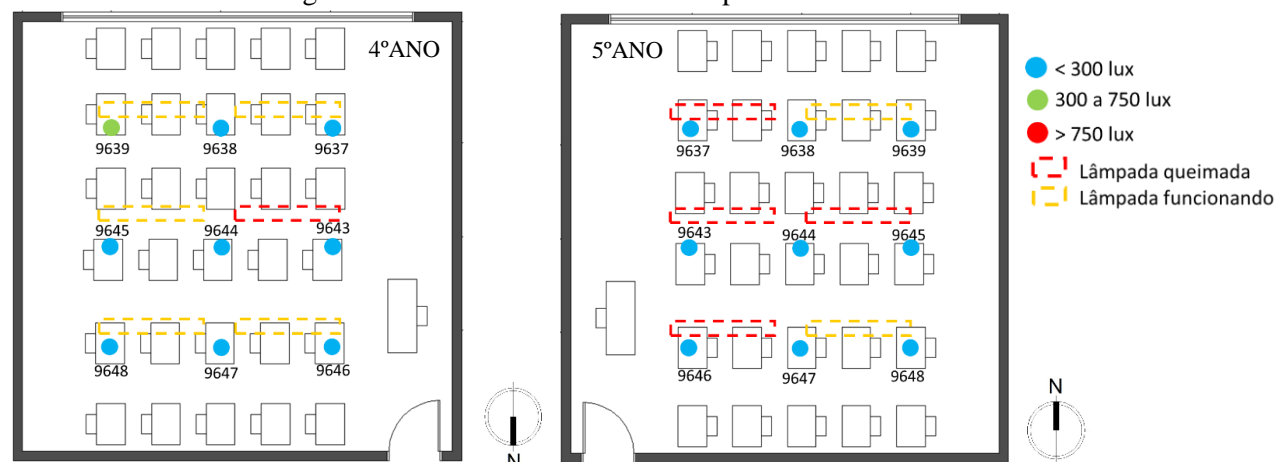 4ºANO
9639 9638 9637
9645 9644 9643
9648 9647 9646
N
5ºANO
9637 9638 9639
9643 9644 9645
9646 9647 9648
N
< 300 lux
300 a 750 lux
> 750 lux
Lâmpada queimada
Lâmpada funcionando